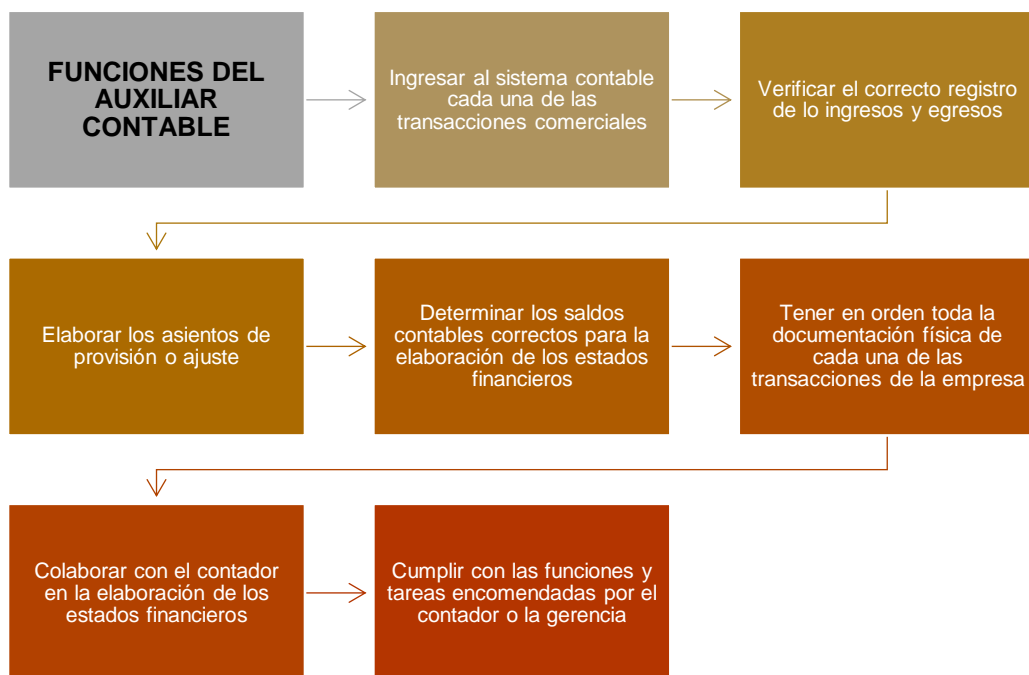 FUNCIONES DEL
AUXILIAR
CONTABLE
Ingresar al sistema contable
cada una de las
transacciones comerciales
Verificar el correcto registro
de lo ingresos y egresos
Elaborar los asientos de
provisión o ajuste
Determinar los saldos
contables correctos para la
elaboración de los estados
financieros
Tener en orden toda la
documentación física de
cada una de las
transacciones de la empresa
Colaborar con el contador
en la elaboración de los
estados financieros
Cumplir con las funciones y
tareas encomendadas por el
contador o la gerencia